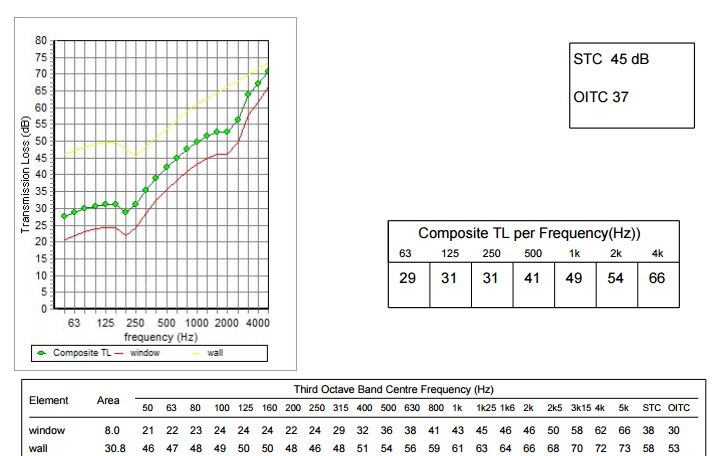 80
75
70
65
60
55
50
45
40
35
30
25
20
15
10
5
0
Transmission Loss (dB)
63 125 250 500 1000 2000 4000
frequency (Hz)
Composite TL window wall
STC 45 dB
OITC 37
Composite TL per Frequency(Hz))
63 125 250 500 1k 2k 4k
29 31 31 41 49 54 66
Third Octave Band Centre Frequency (Hz)
Element Area 50 63 80 100 125 160 200 250 315 400 500 630 800 1k 1k25 1k6 2k 2k5 3k15 4k 5k STC OITC
window 8.0 21 22 23 24 24 24 22 24 29 32 36 38 41 43 45 46 46 50 58 62 66 38 30
wall 30.8 46 47 48 49 50 50 48 46 48 51 54 56 59 61 63 64 66 68 70 72 73 58 53